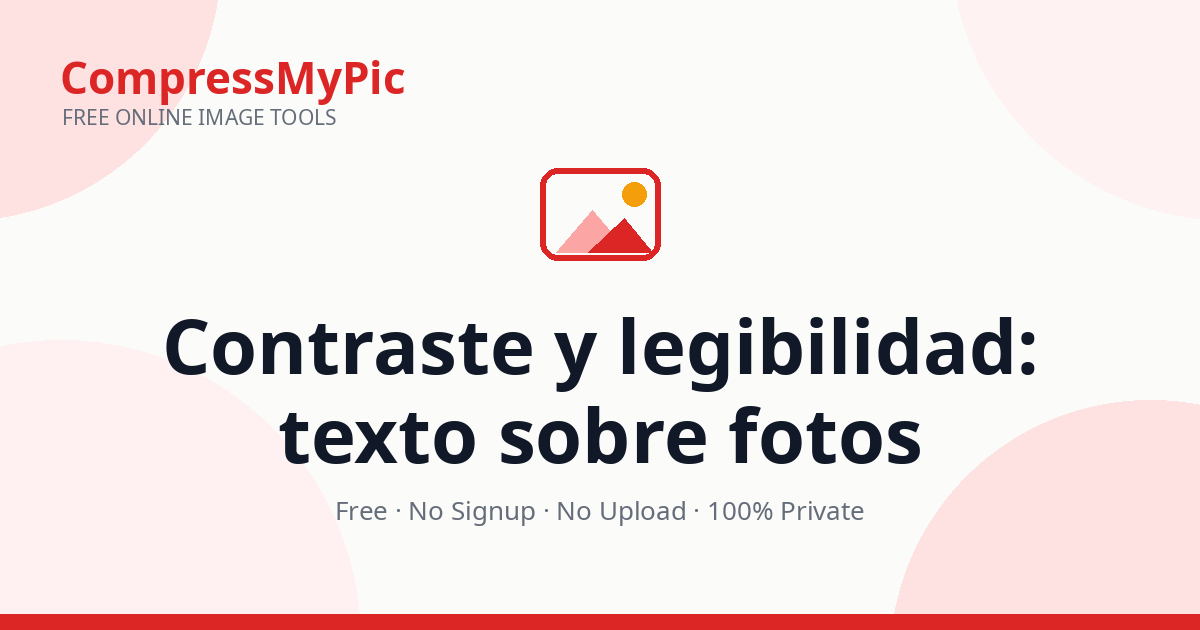 CompressMyPic
FREE ONLINE IMAGE TOOLS
Contraste y legibilidad:
texto sobre fotos
Free · No Signup · No Upload · 100% Private